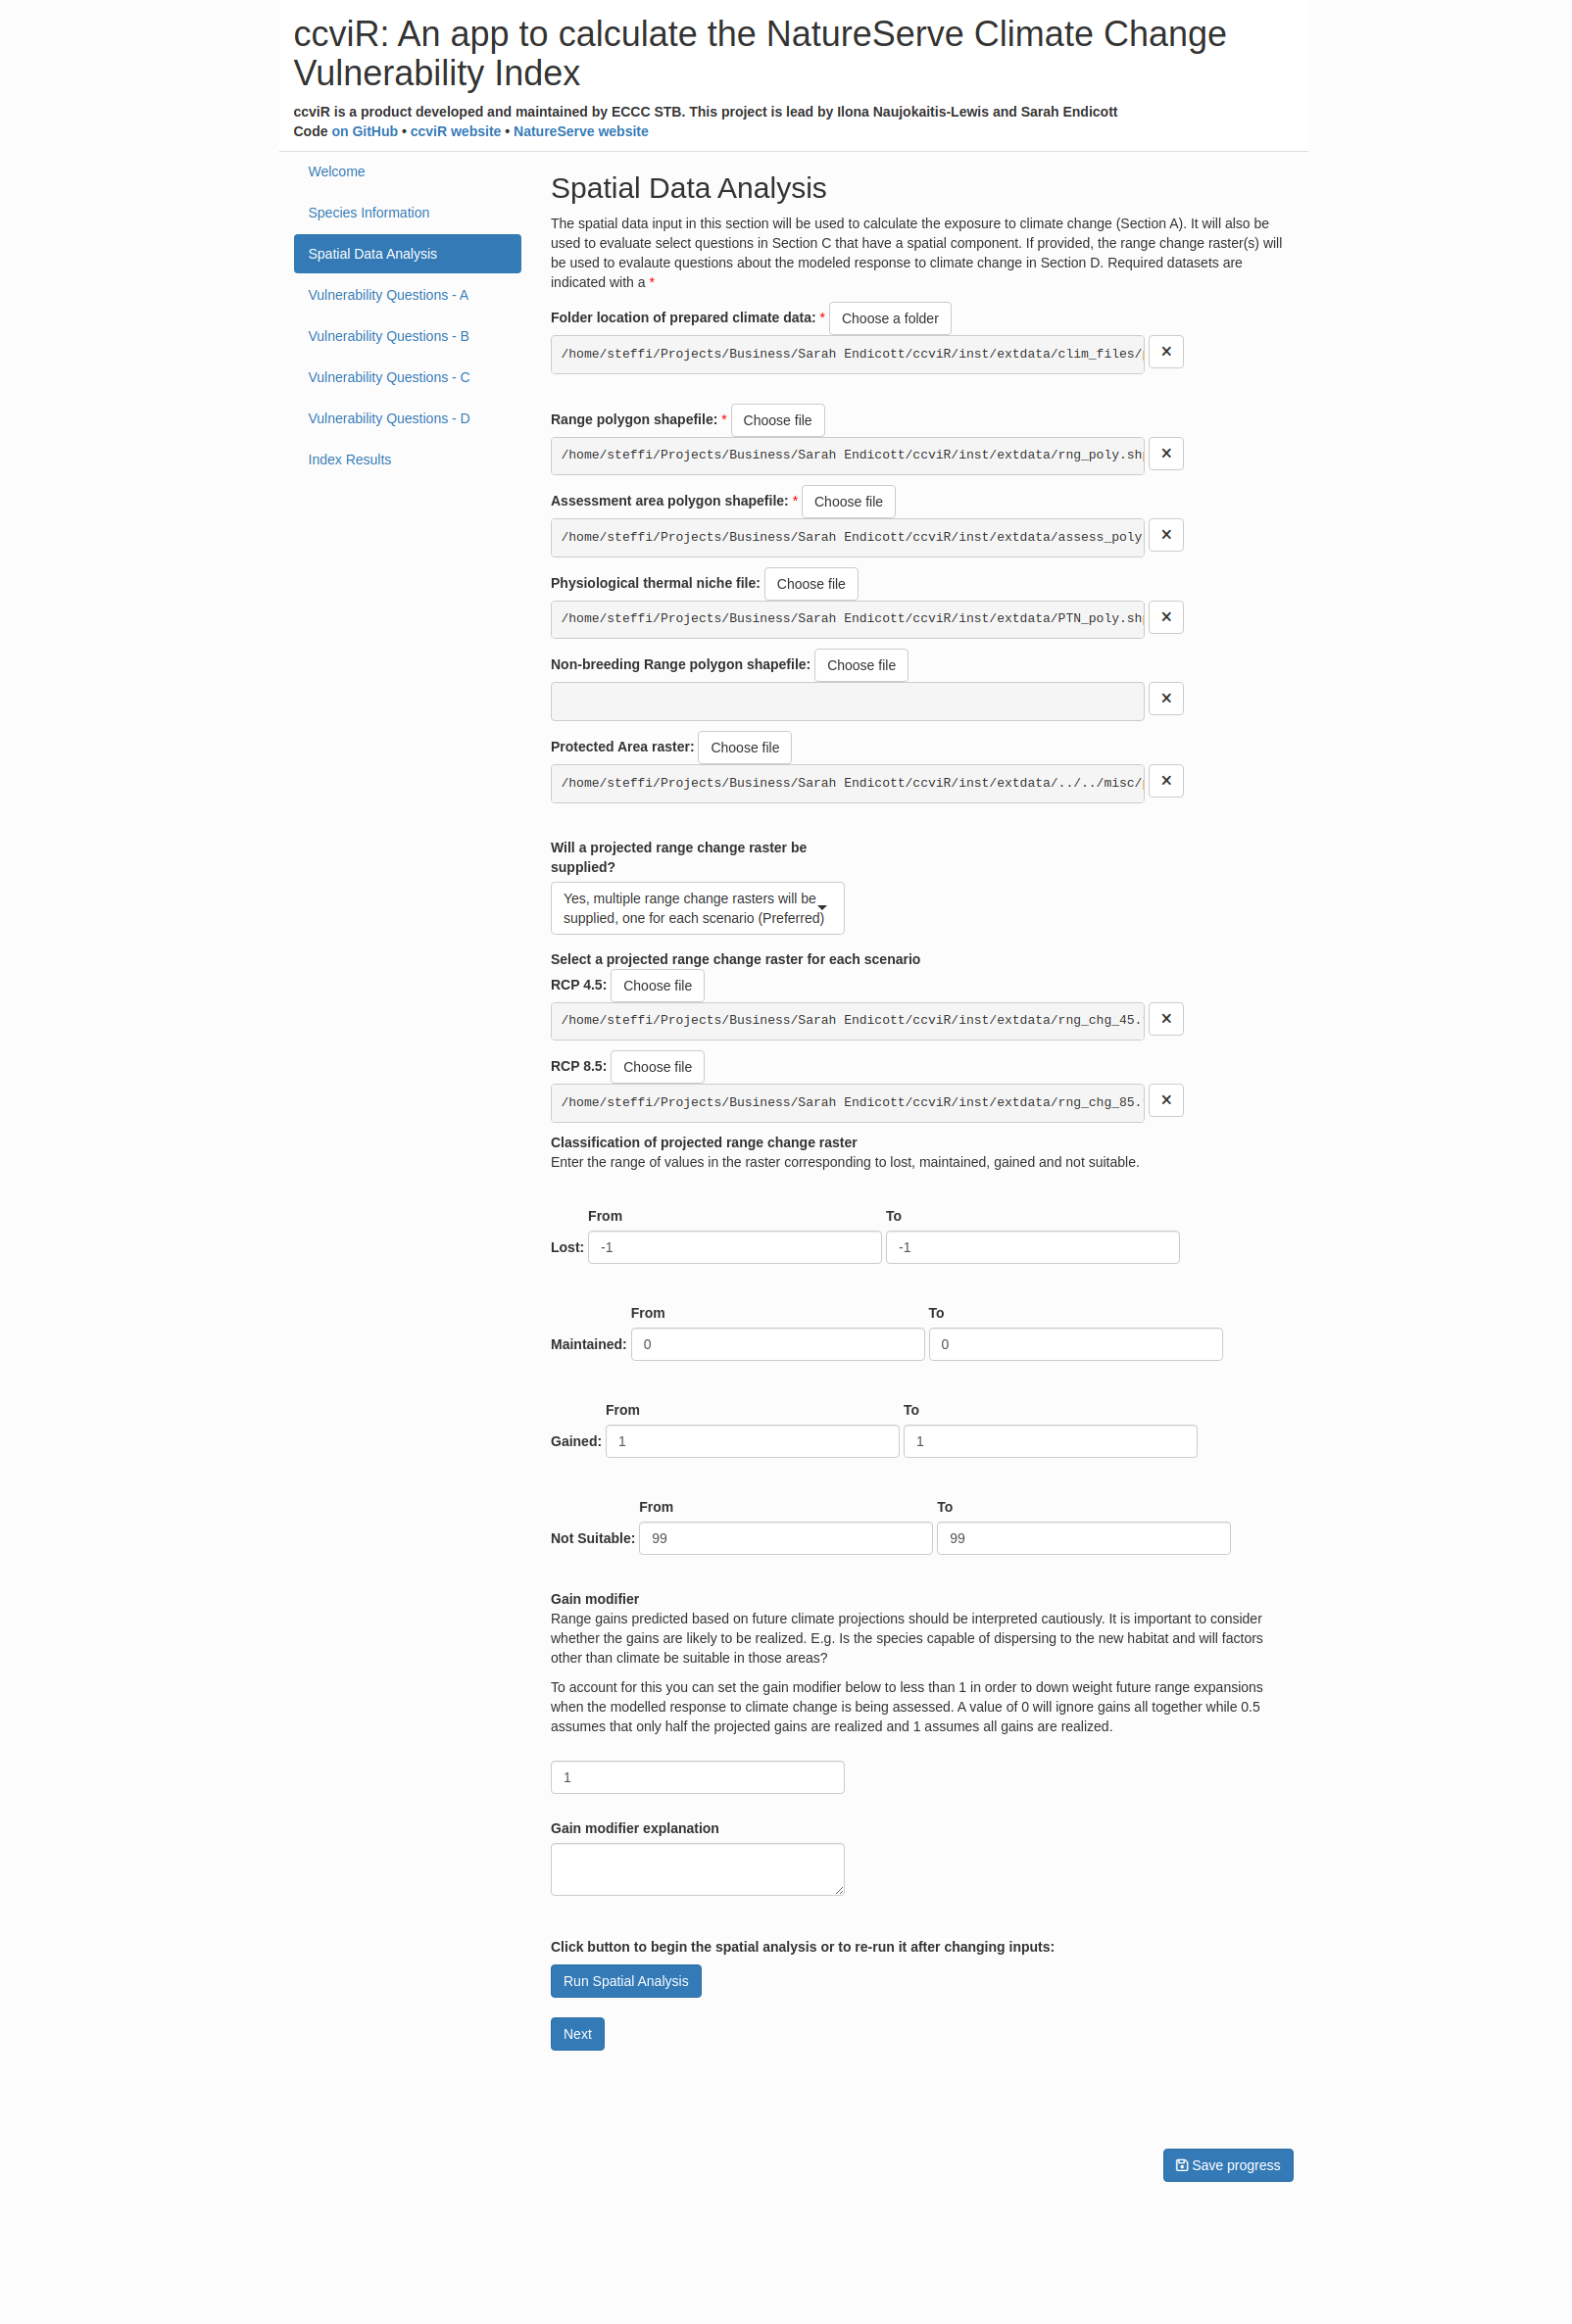 ccviR: An app to calculate the NatureServe Climate Change
Vulnerability Index
ccviR is a product developed and maintained by ECCC STB. This project is lead by Ilona Naujokaitis-Lewis and Sarah Endicott
Code on GitHub • ccviR website • NatureServe website
Welcome
Species Information
Spatial Data Analysis
Vulnerability Questions - A
Vulnerability Questions - B
Vulnerability Questions - C
Vulnerability Questions - D
Index Results
Spatial Data Analysis
The spatial data input in this section will be used to calculate the exposure to climate change (Section A). It will also be
used to evaluate select questions in Section C that have a spatial component. If provided, the range change raster(s) will
be used to evalaute questions about the modeled response to climate change in Section D. Required datasets are
indicated with a *
Folder location of prepared climate data: * Choose a folder
/home/steffi/Projects/Business/Sarah Endicott/ccviR/inst/extdata/clim_files/ ×
Range polygon shapefile: * Choose file
/home/steffi/Projects/Business/Sarah Endicott/ccviR/inst/extdata/rng_poly.sh ×
Assessment area polygon shapefile: * Choose file
/home/steffi/Projects/Business/Sarah Endicott/ccviR/inst/extdata/assess_poly ×
Physiological thermal niche file: Choose file
/home/steffi/Projects/Business/Sarah Endicott/ccviR/inst/extdata/PTN_poly.sh ×
Non-breeding Range polygon shapefile: Choose file
×
Protected Area raster: Choose file
/home/steffi/Projects/Business/Sarah Endicott/ccviR/inst/extdata/../../misc/ ×
Will a projected range change raster be
supplied?
Yes, multiple range change rasters will be
supplied, one for each scenario (Preferred)
Select a projected range change raster for each scenario
RCP 4.5: Choose file
/home/steffi/Projects/Business/Sarah Endicott/ccviR/inst/extdata/rng_chg_45. ×
RCP 8.5: Choose file
/home/steffi/Projects/Business/Sarah Endicott/ccviR/inst/extdata/rng_chg_85. ×
Classification of projected range change raster
Enter the range of values in the raster corresponding to lost, maintained, gained and not suitable.
From To
Lost: -1 -1
From To
Maintained: 0 0
From To
Gained: 1 1
From To
Not Suitable: 99 99
Gain modifier
Range gains predicted based on future climate projections should be interpreted cautiously. It is important to consider
whether the gains are likely to be realized. E.g. Is the species capable of dispersing to the new habitat and will factors
other than climate be suitable in those areas?
To account for this you can set the gain modifier below to less than 1 in order to down weight future range expansions
when the modelled response to climate change is being assessed. A value of 0 will ignore gains all together while 0.5
assumes that only half the projected gains are realized and 1 assumes all gains are realized.
1
Gain modifier explanation
Click button to begin the spatial analysis or to re-run it after changing inputs:
Run Spatial Analysis
Next
Save progress